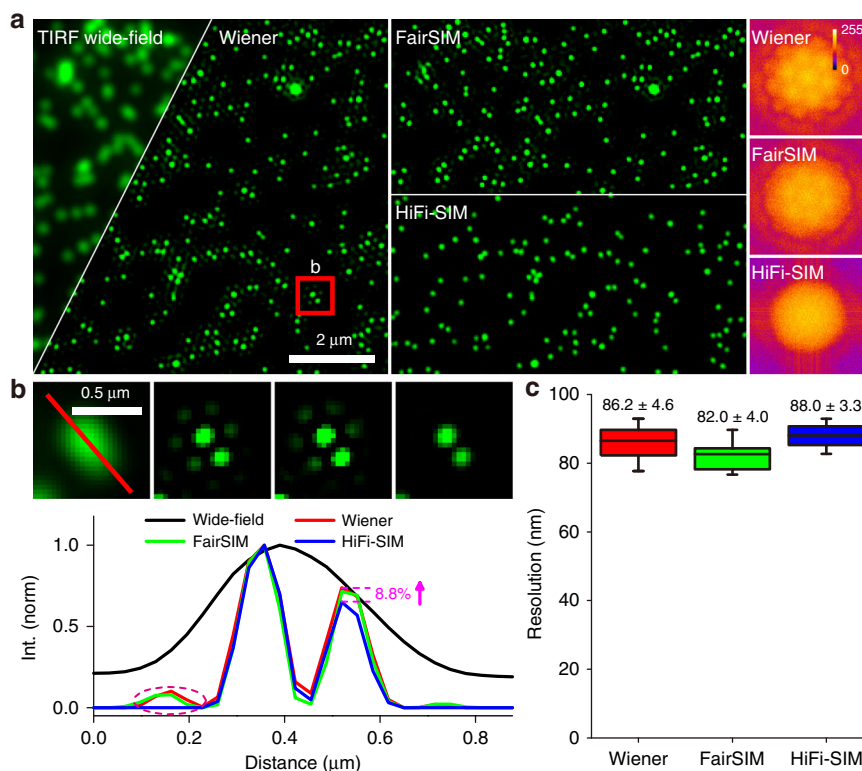 a
TIRF wide-field
Wiener
FairSIM
HiFi-SIM
b
2 μm
Wiener
255
0
FairSIM
HiFi-SIM
b
0.5 μm
Wide-field
Wiener
FairSIM
HiFi-SIM
8.8%
Int. (norm)
1.0
0.5
0.0
0.0
0.2
0.4
0.6
0.8
Distance (μm)
c
Resolution (nm)
100
80
60
40
20
0
86.2 ± 4.6
82.0 ± 4.0
88.0 ± 3.3
Wiener
FairSIM
HiFi-SIM